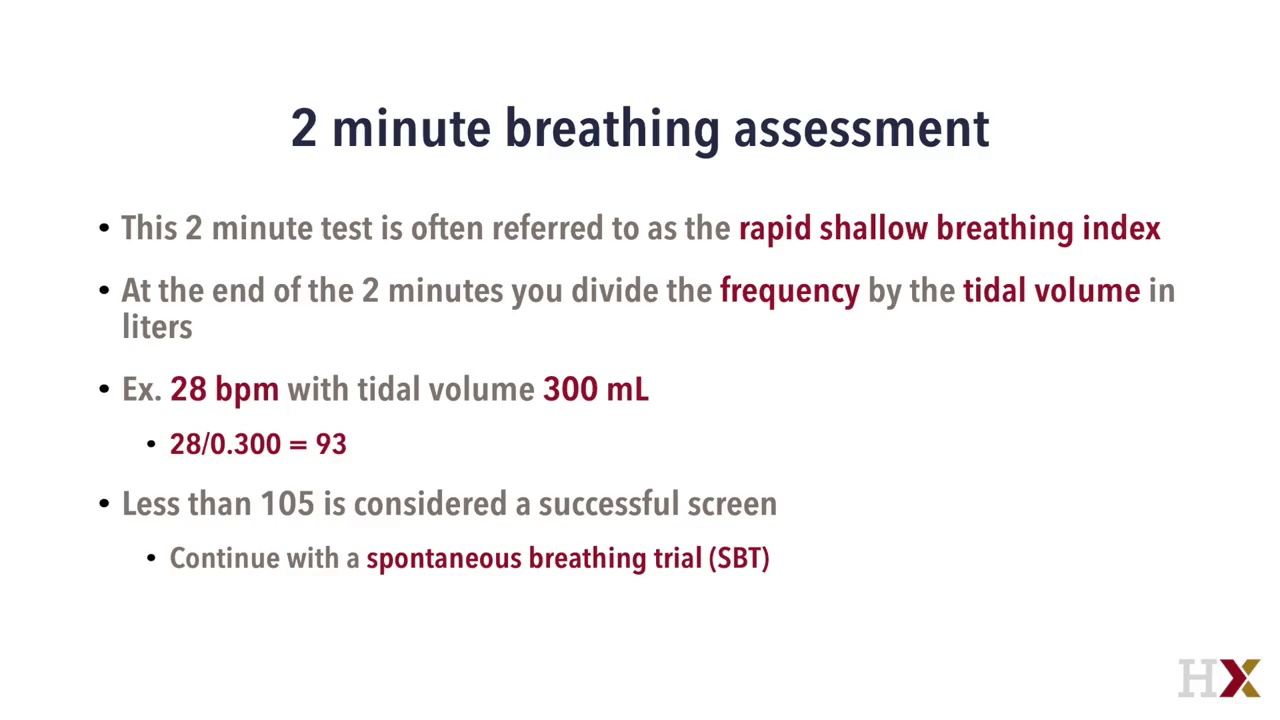 2 minute breathing assessment
• This 2 minute test is often referred to as the rapid shallow breathing index
• At the end of the 2 minutes you divide the frequency by the tidal volume in
liters
• Ex. 28 bpm with tidal volume 300 mL
• 28/0.300 = 93
• Less than 105 is considered a successful screen
• Continue with a spontaneous breathing trial (SBT)
HX